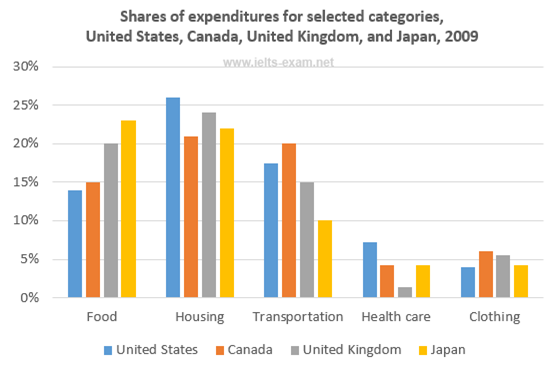 Shares of expenditures for selected categories,
United States, Canada, United Kingdom, and Japan, 2009
www.ielts-exam.net
30%
25%
20%
15%
10%
5%
0%
Food Housing Transportation Health care Clothing
United States Canada United Kingdom Japan